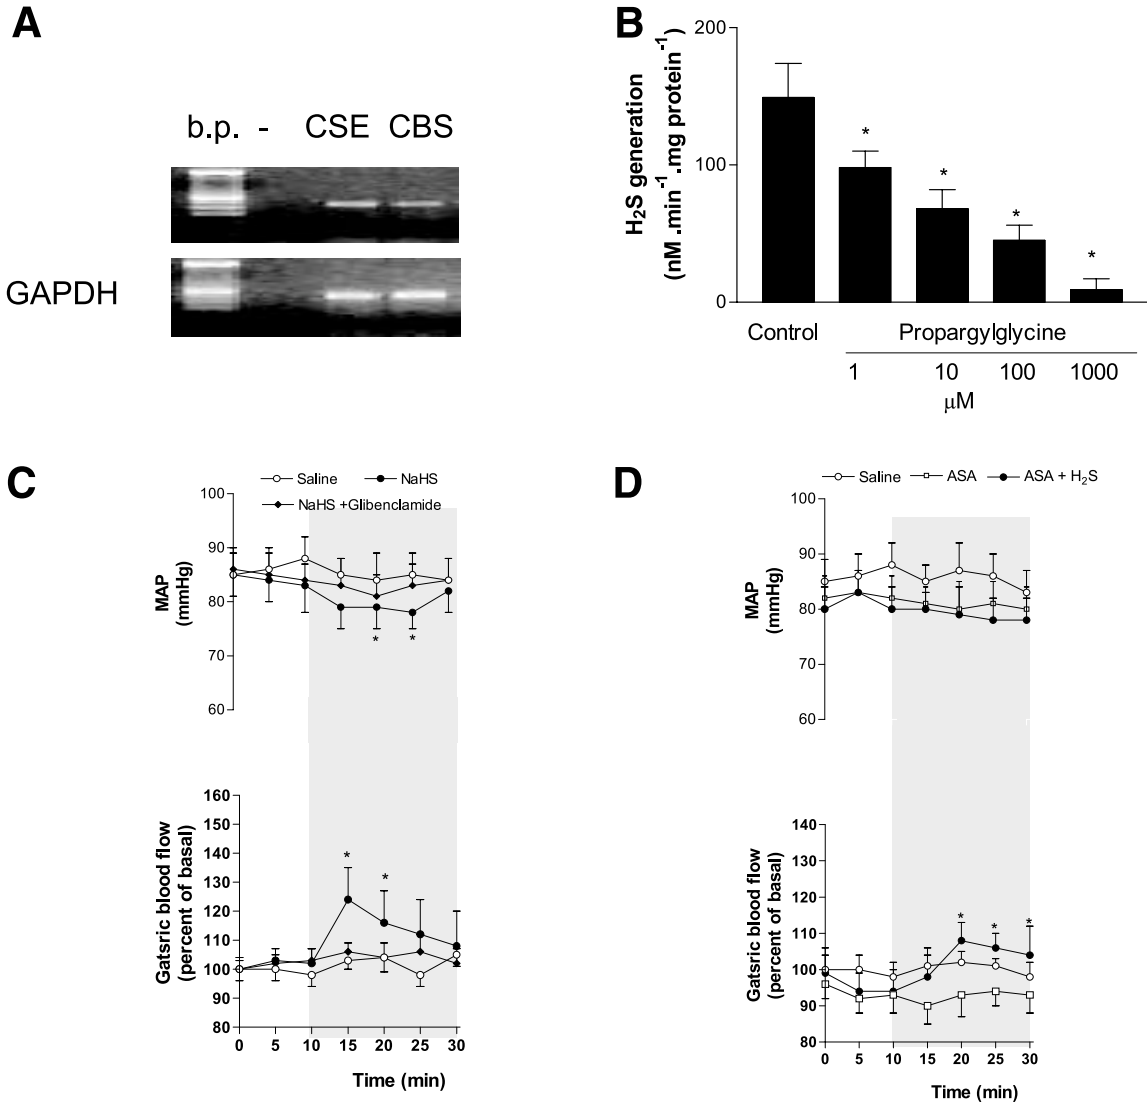 A
b.p. - CSE CBS
GAPDH
B
H2S generation
(nM .min-1.mg protein-1)
200
100
0
*
*
*
*
Control
Propargylglycine
1 10 100 1000
μM
C
Saline NaHS
NaHS +Glibenclamide
MAP
(mmHg)
100
90
80
70
60
* *
Gatsric blood flow
(percent of basal)
160
150
140
130
120
110
100
90
80
*
*
0 5 10 15 20 25 30
Time (min)
D
Saline ASA ASA + H2S
MAP
(mmHg)
100
90
80
70
60
Gatsric blood flow
(percent of basal)
140
130
120
110
100
90
80
* * *
0 5 10 15 20 25 30
Time (min)